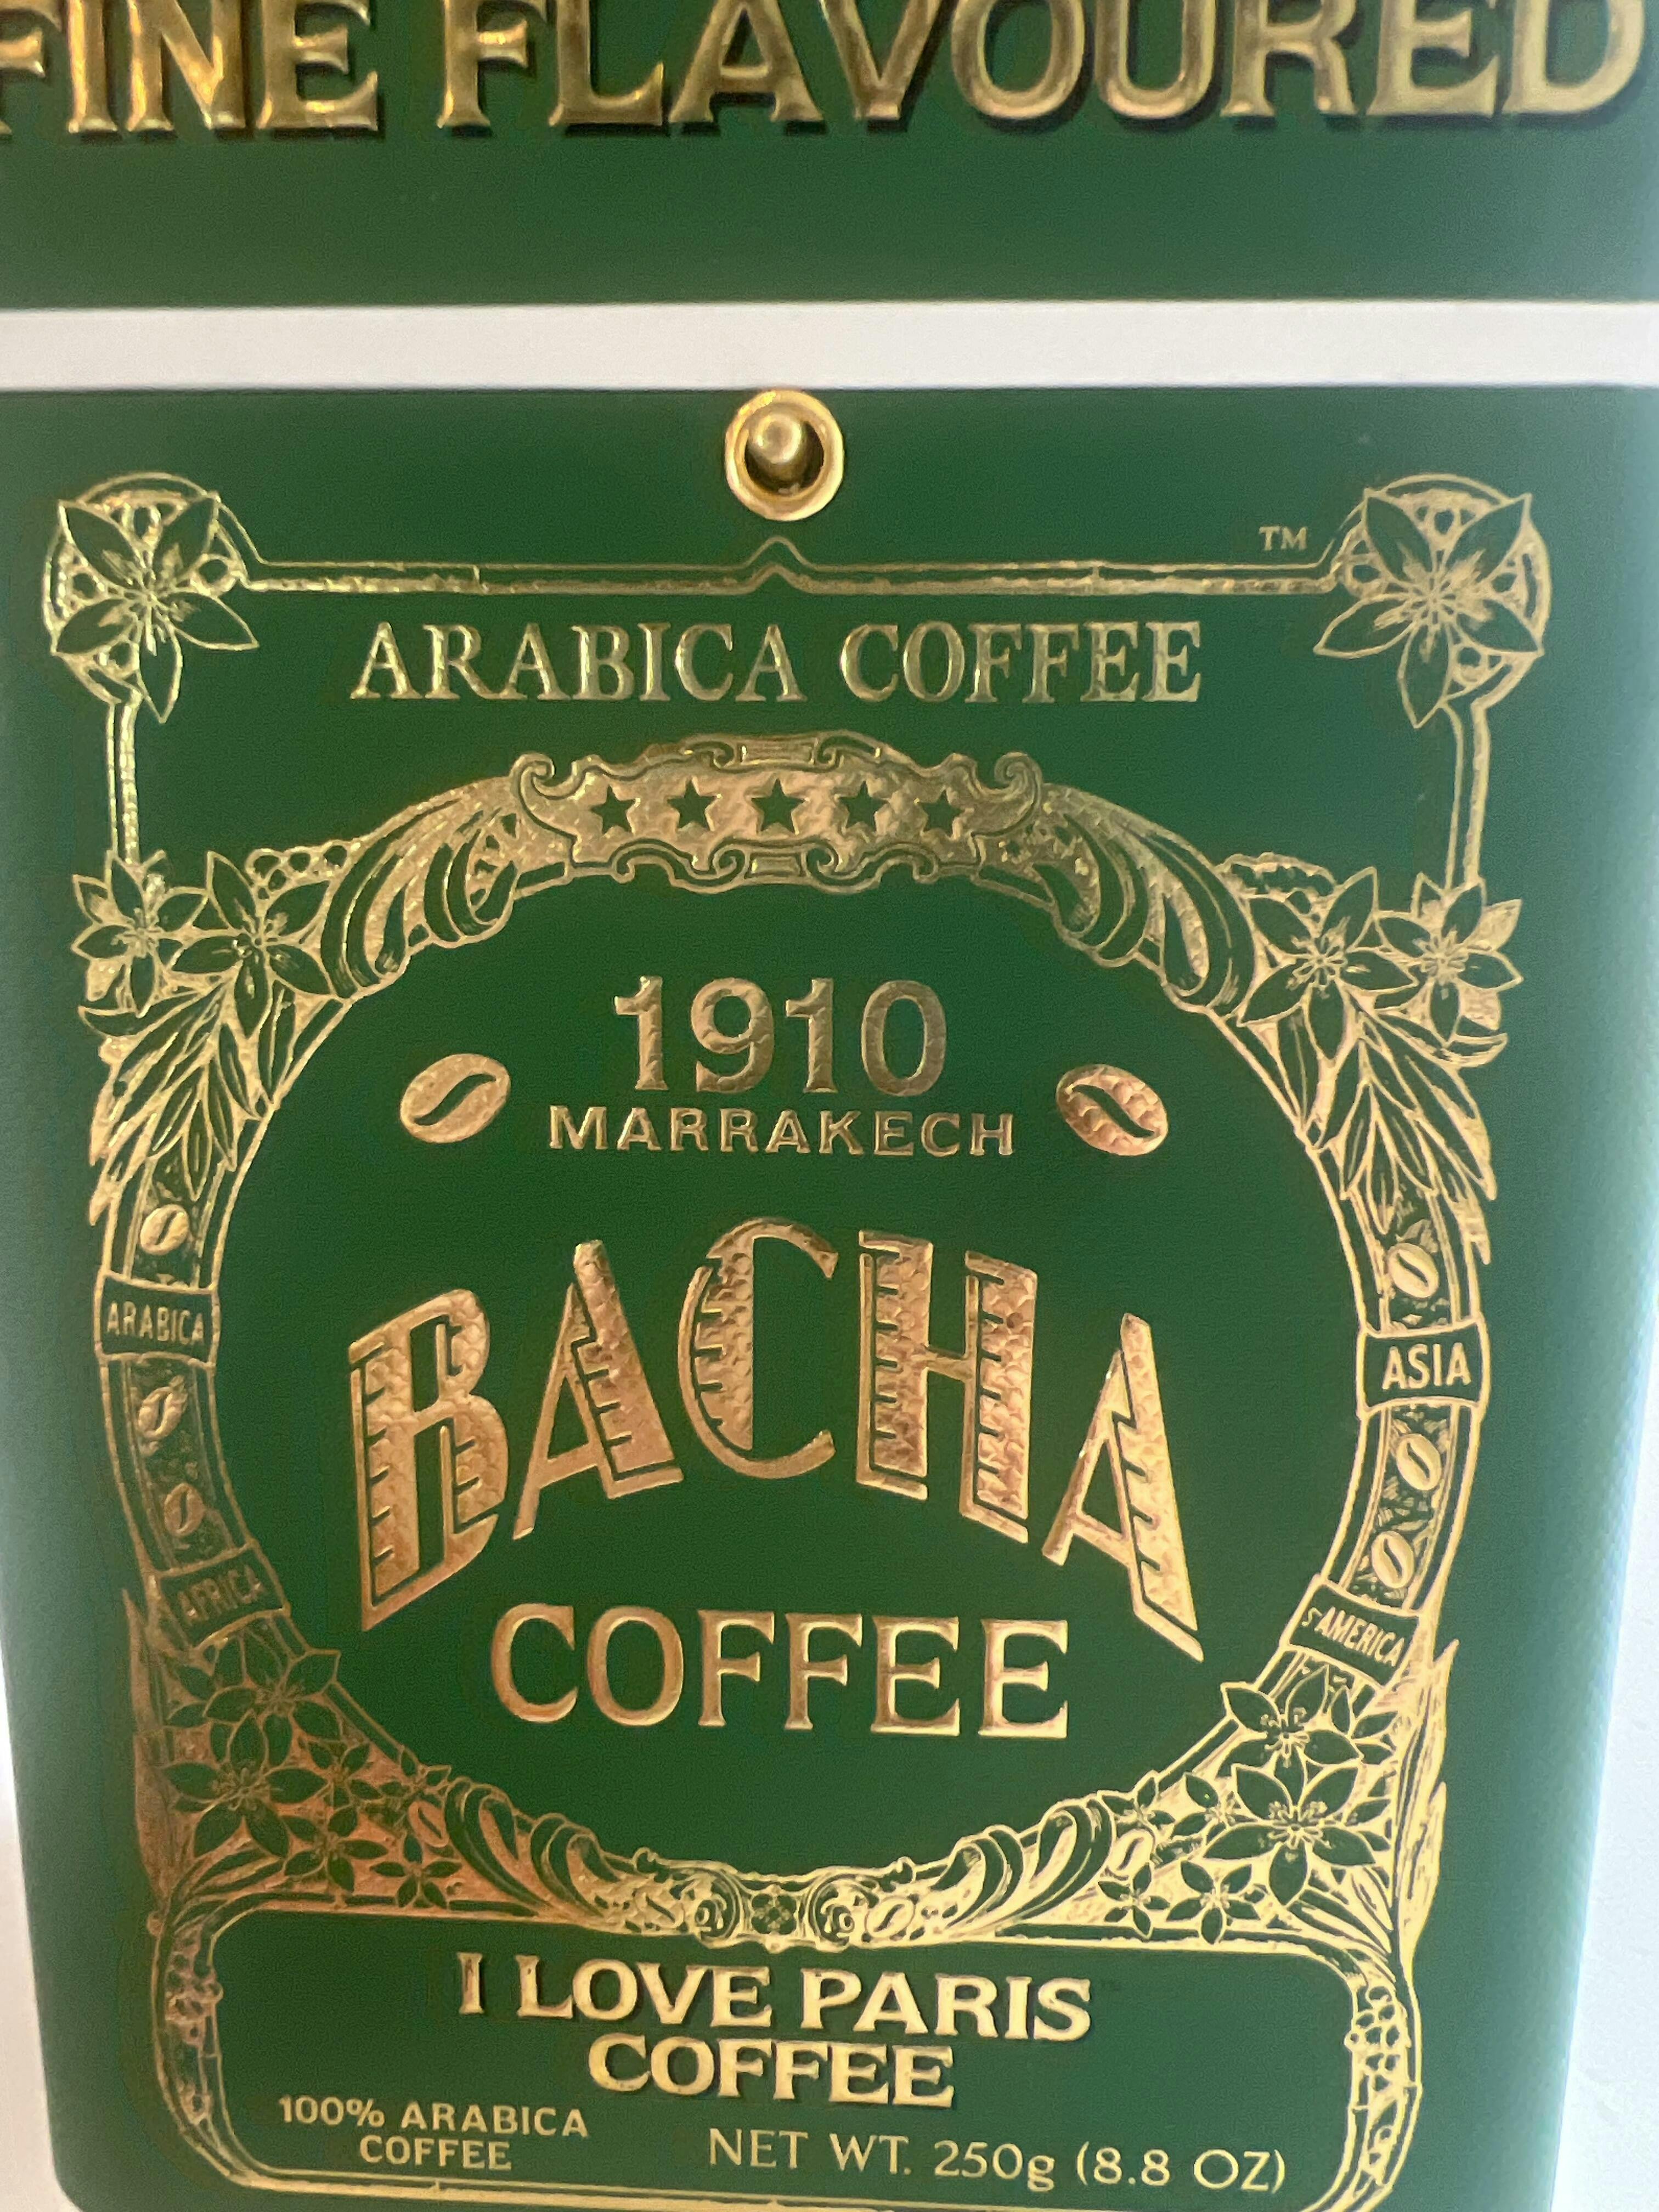 FINE FLAVOURED
TM
ARABICA COFFEE
1910
MARRAKECH
BACHA
COFFEE
ARABICA
AFRICA
ASIA
S. AMERICA
I LOVE PARIS
COFFEE
100% ARABICA
COFFEE
NET WT. 250g (8.8 OZ)